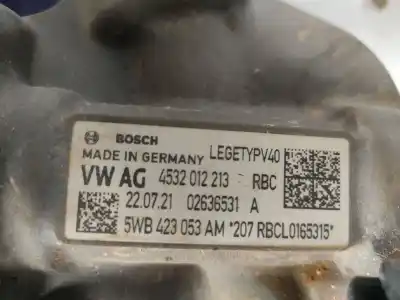 BOSCH LEGETYPV40
MADE IN GERMANY
VW AG 4532 012 213 RBC
22.07.21 02636531 A
5WB 423 053 AM *207 RBCL0165315*